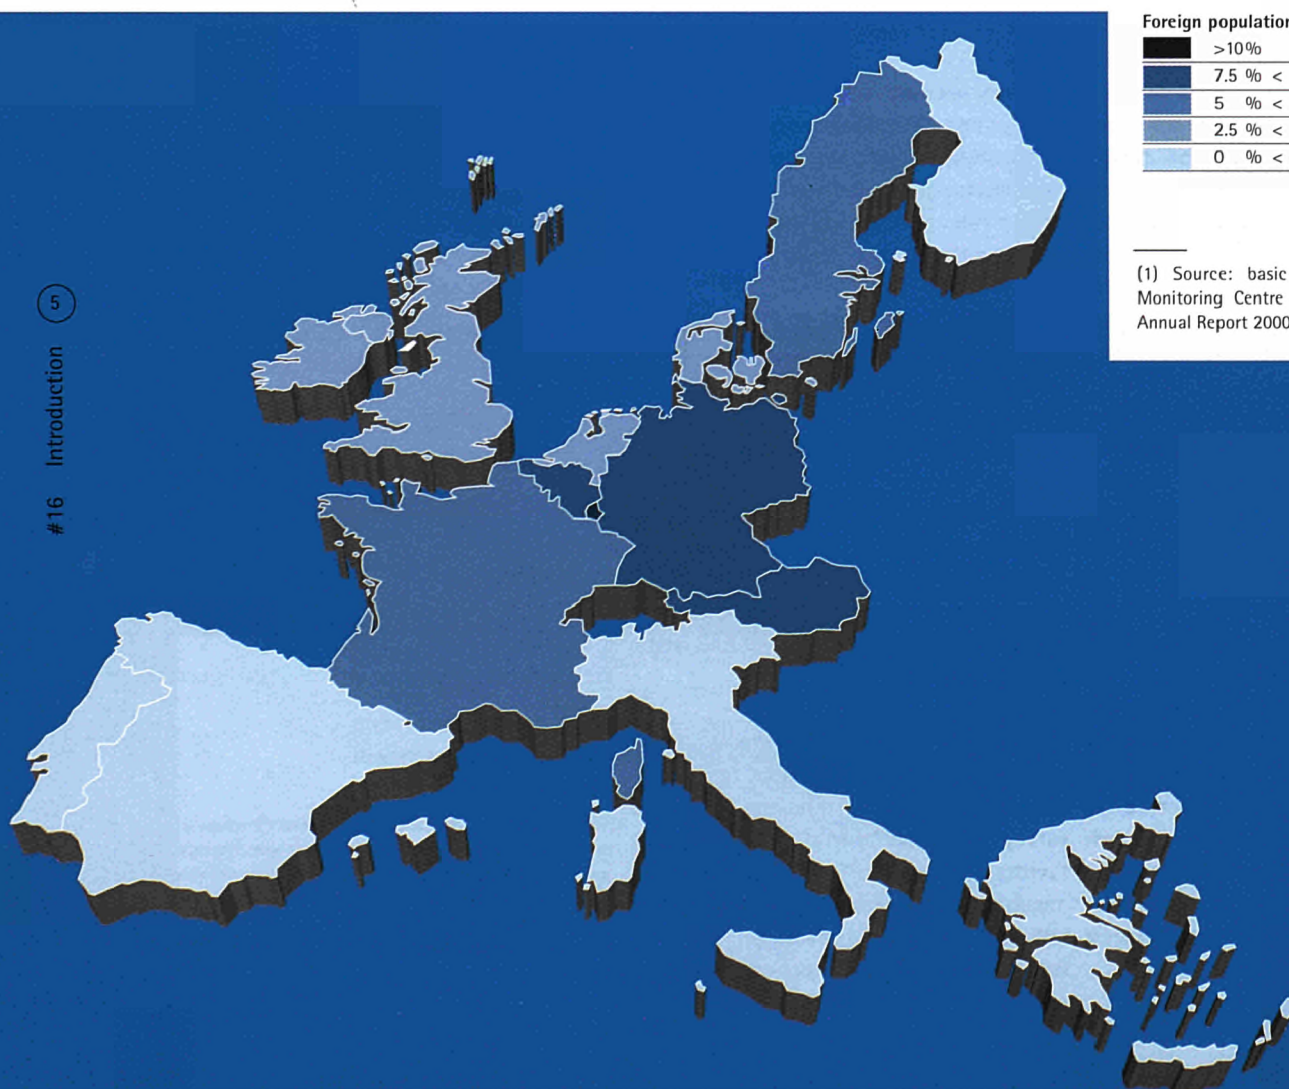 Foreign population
>10%
7.5 % <
5 % <
2.5 % <
0 % <
(1) Source: basic
Monitoring Centre
Annual Report 2000
#16 Introduction 5